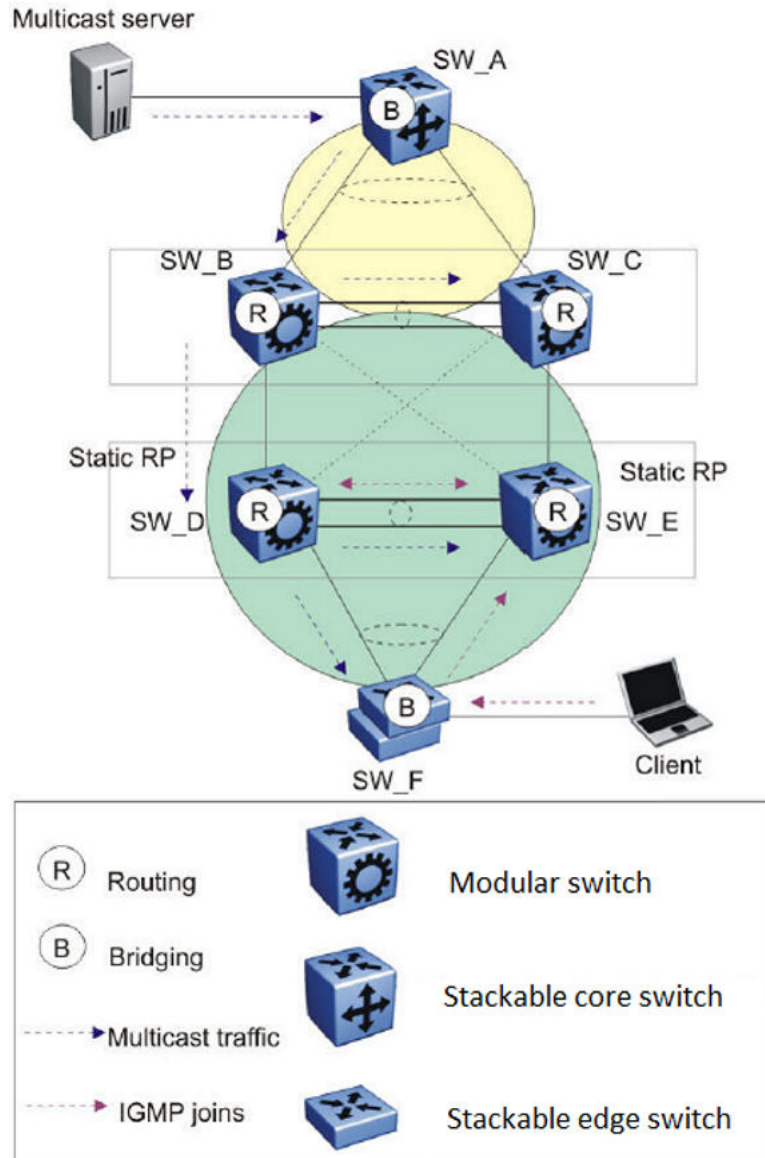 Multicast server
SW_A
B
SW_B
SW_C
R
R
Static RP
Static RP
R
R
SW_D
SW_E
B
SW_F
Client
R
Routing
Modular switch
B
Bridging
Stackable core switch
Multicast traffic
IGMP joins
Stackable edge switch